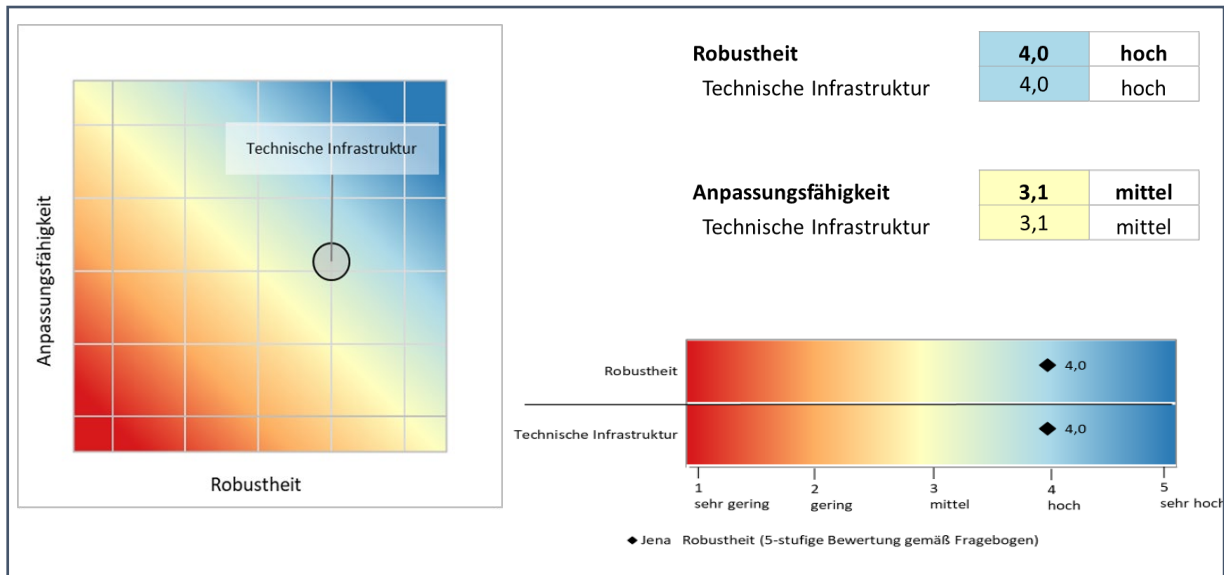 Technische Infrastruktur
Anpassungsfähigkeit
Robustheit
Robustheit 4,0 hoch
Technische Infrastruktur 4,0 hoch
Anpassungsfähigkeit 3,1 mittel
Technische Infrastruktur 3,1 mittel
Robustheit 4,0
Technische Infrastruktur 4,0
1 2 3 4 5
sehr gering gering mittel hoch sehr hoch
Jena Robustheit (5-stufige Bewertung gemäß Fragebogen)